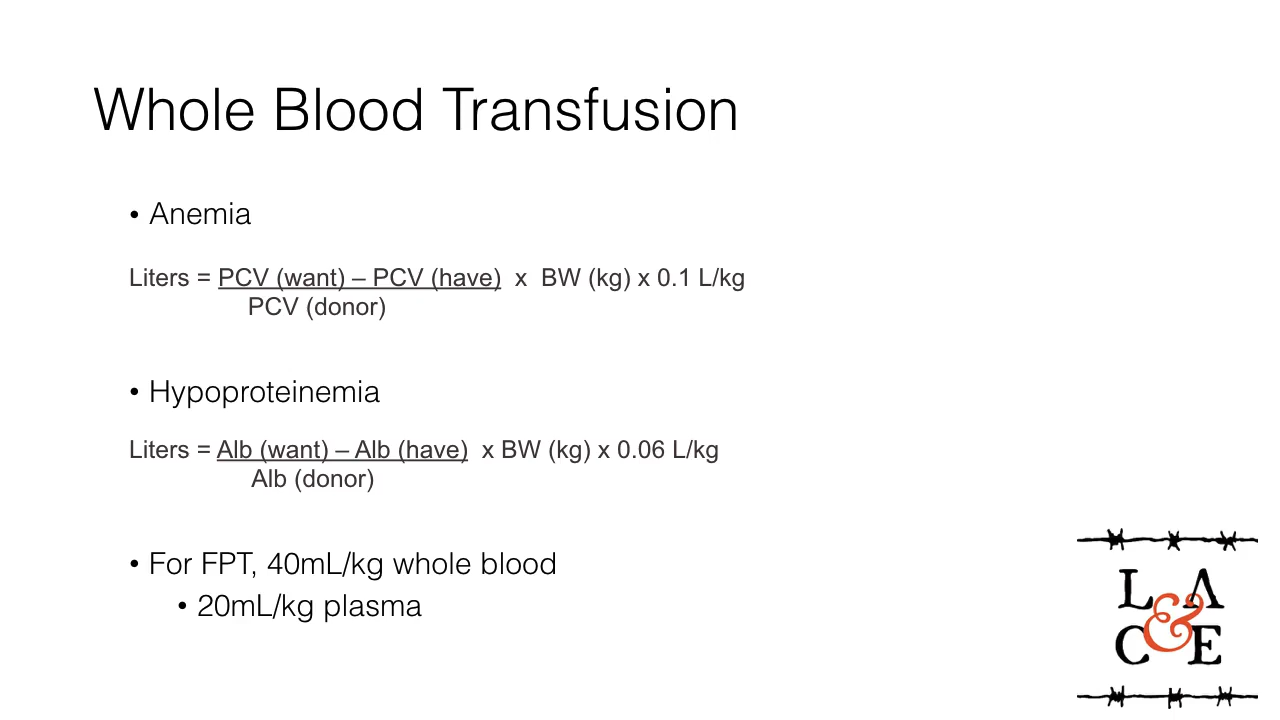 Whole Blood Transfusion
• Anemia
Liters = PCV (want) – PCV (have) x BW (kg) x 0.1 L/kg
PCV (donor)
• Hypoproteinemia
Liters = Alb (want) – Alb (have) x BW (kg) x 0.06 L/kg
Alb (donor)
• For FPT, 40mL/kg whole blood
• 20mL/kg plasma
L A
&
C E